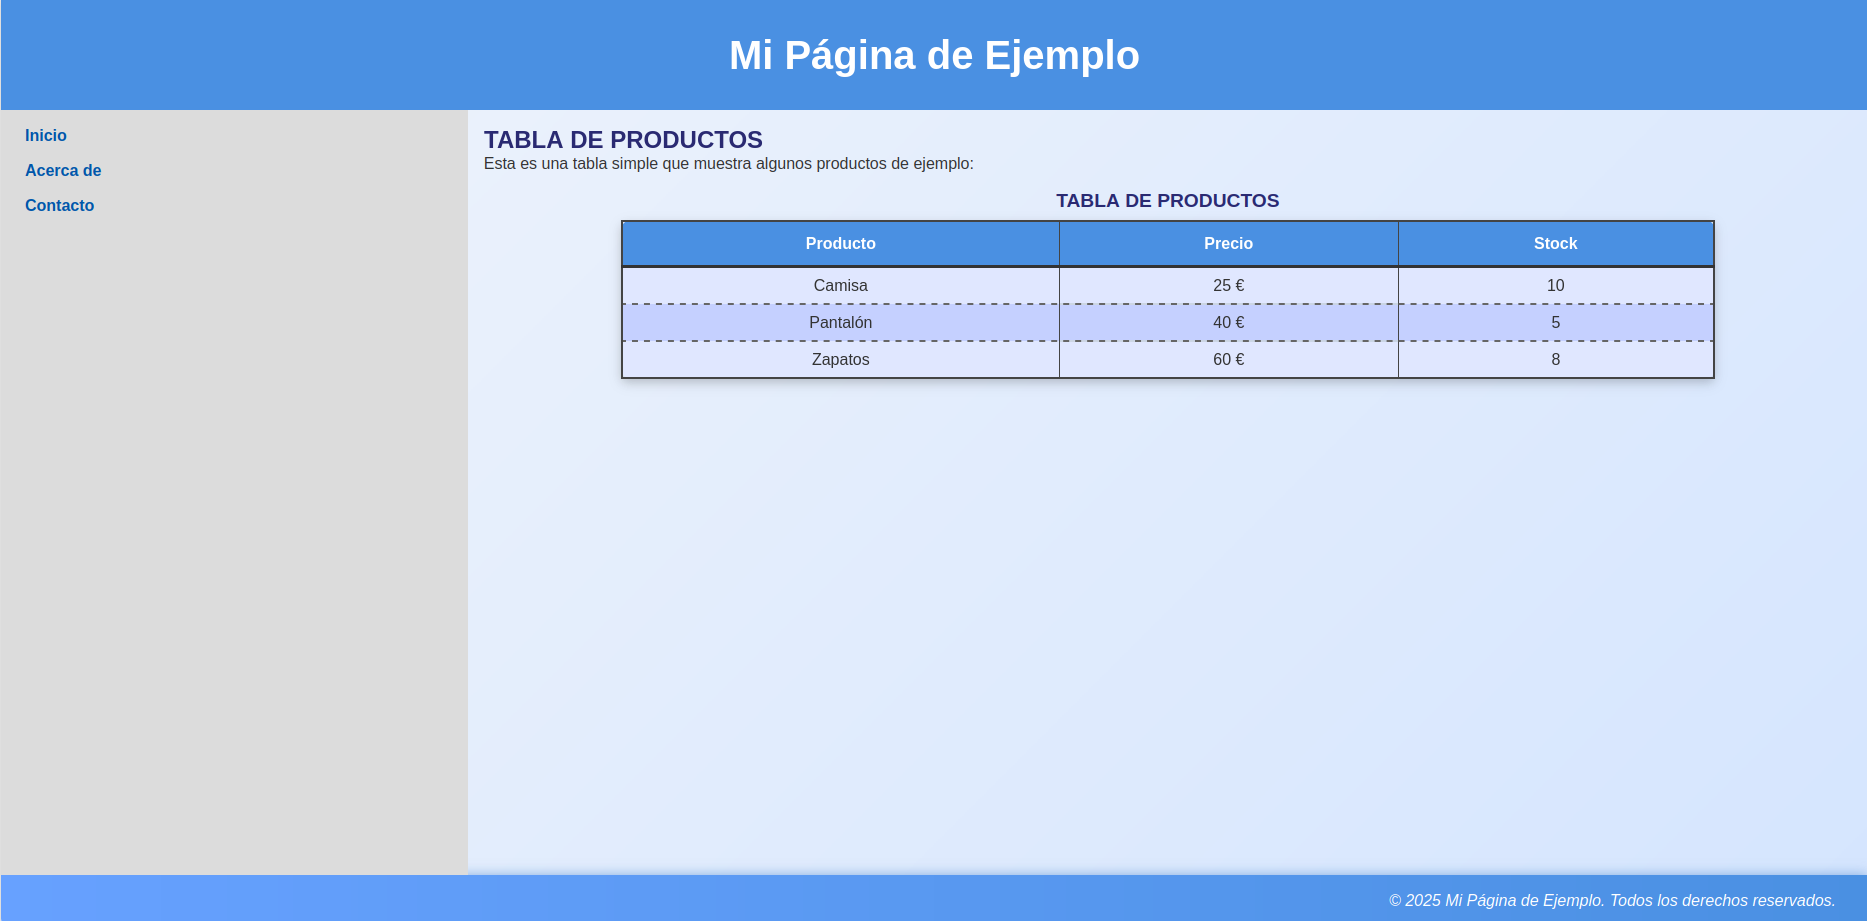 Mi Página de Ejemplo
Inicio
Acerca de
Contacto
TABLA DE PRODUCTOS
Esta es una tabla simple que muestra algunos productos de ejemplo:
TABLA DE PRODUCTOS
Producto Precio Stock
Camisa 25 € 10
Pantalón 40 € 5
Zapatos 60 € 8
© 2025 Mi Página de Ejemplo. Todos los derechos reservados.